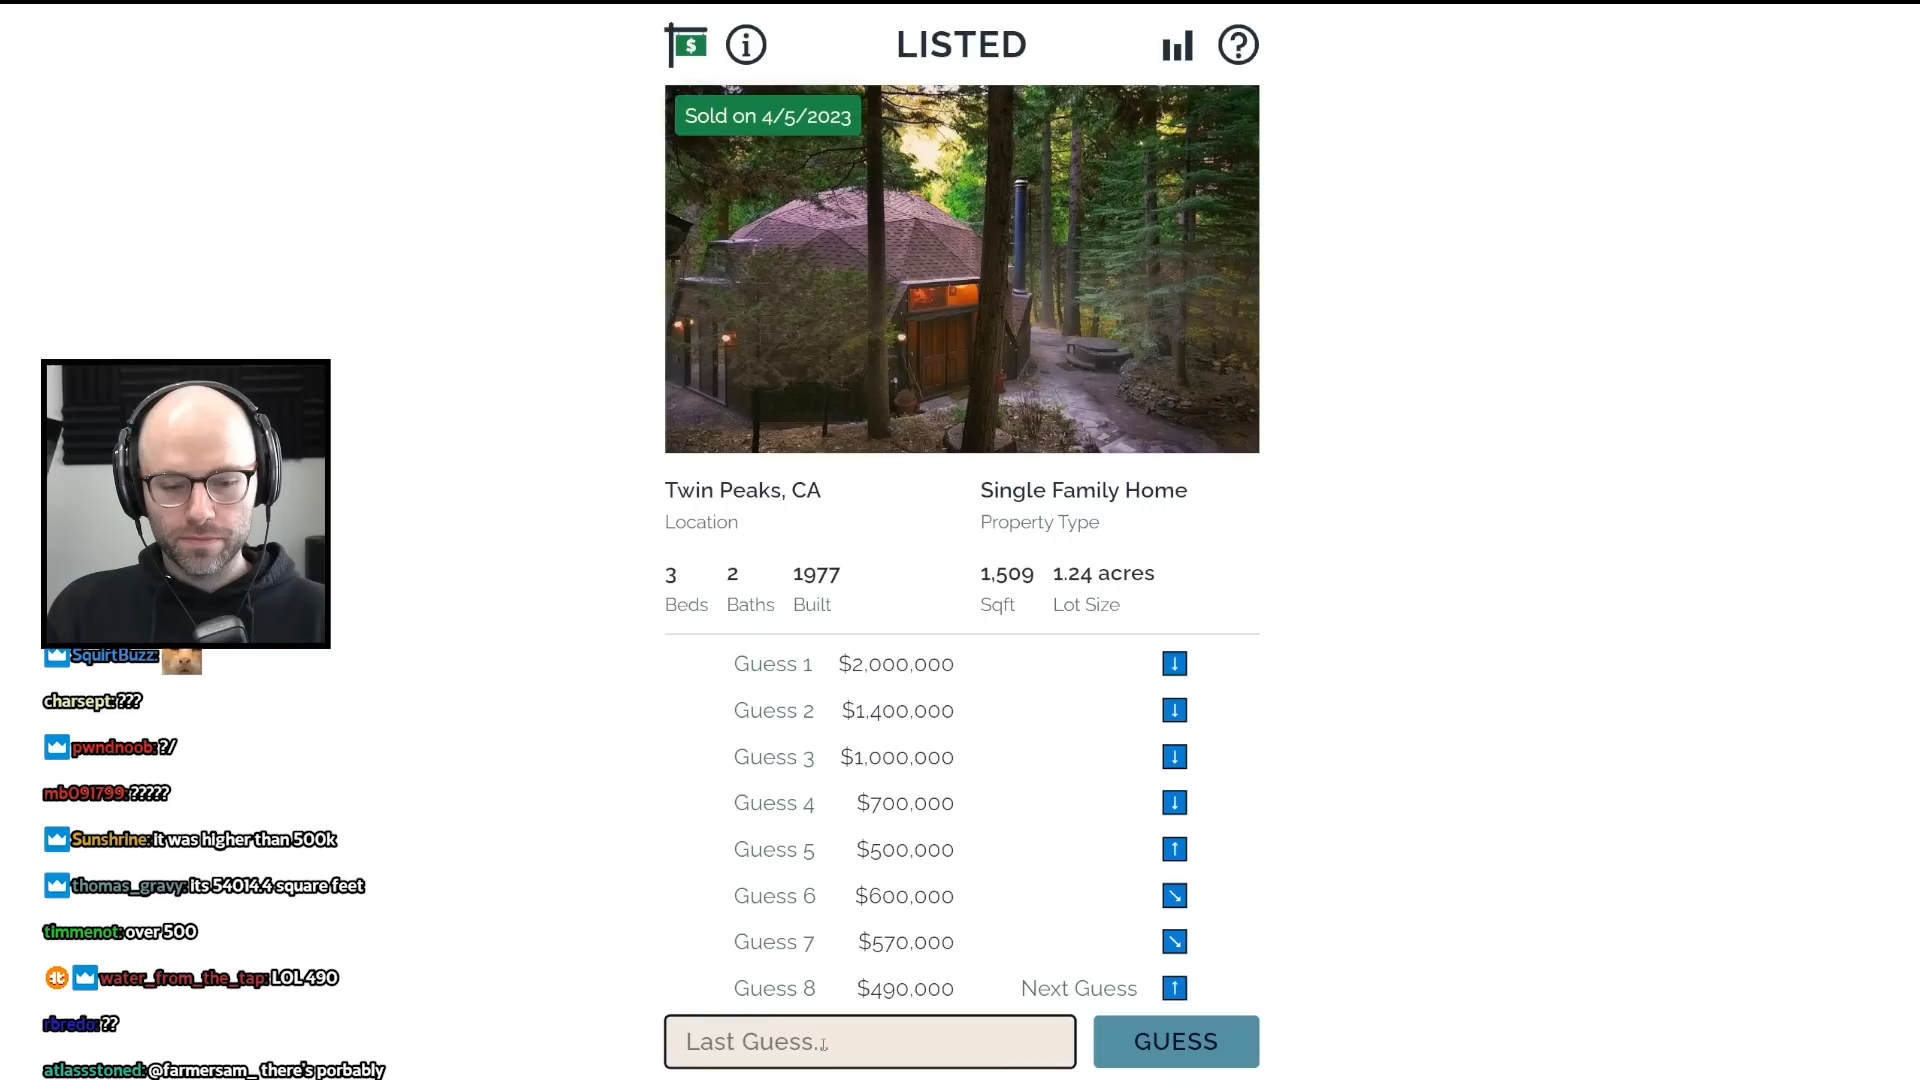 LISTED
$
Sold on 4/5/2023
Twin Peaks, CA
Location
Single Family Home
Property Type
3 2 1977 1,509 1.24 acres
Beds Baths Built Sqft Lot Size
Guess 1 $2,000,000 ↓
Guess 2 $1,400,000 ↓
Guess 3 $1,000,000 ↓
Guess 4 $700,000 ↓
Guess 5 $500,000 ↑
Guess 6 $600,000 ↘
Guess 7 $570,000 ↘
Guess 8 $490,000 Next Guess ↑
Last Guess...
GUESS
SquirtBuzz:
charsept: ???
pwndnoob: ?/
mb091799: ?????
Sunshrine: it was higher than 500k
thomas_gravy: its 54014.4 square feet
timmenot: over 500
water_from_the_tap: LOL 490
rbredo: ??
atlassstoned: @farmersam_ there's porbably